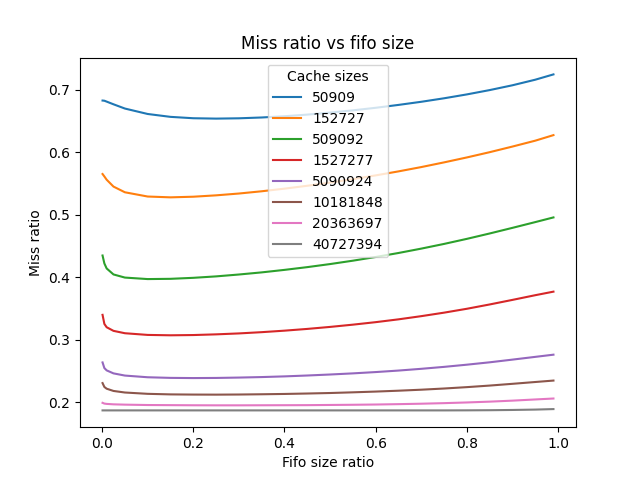 Miss ratio vs fifo size
Cache sizes
50909
152727
509092
1527277
5090924
10181848
20363697
40727394
Miss ratio
0.7
0.6
0.5
0.4
0.3
0.2
0.0 0.2 0.4 0.6 0.8 1.0
Fifo size ratio